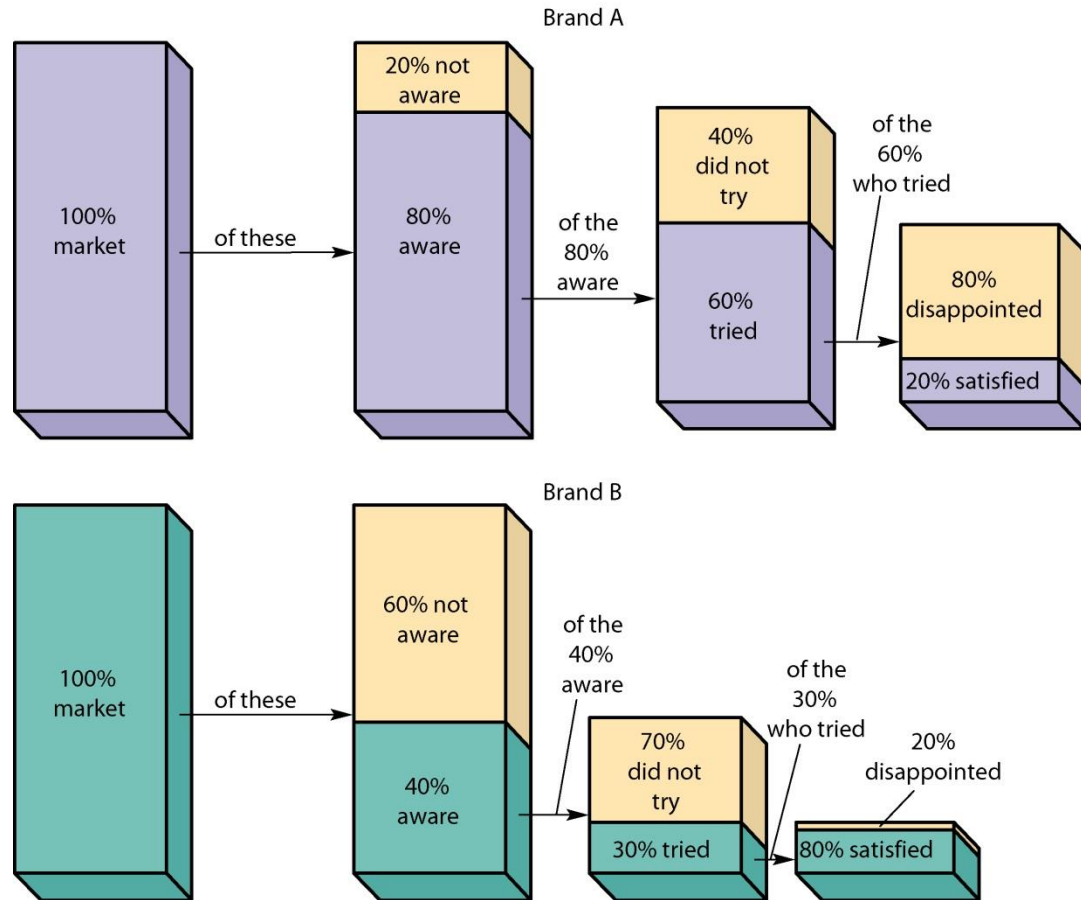 Brand A
100%
market
of these
20% not
aware
80%
aware
of the
80%
aware
40%
did not
try
60%
tried
of the
60%
who tried
80%
disappointed
20% satisfied
Brand B
100%
market
of these
60% not
aware
40%
aware
of the
40%
aware
70%
did not
try
30% tried
of the
30%
who tried
20%
disappointed
80% satisfied